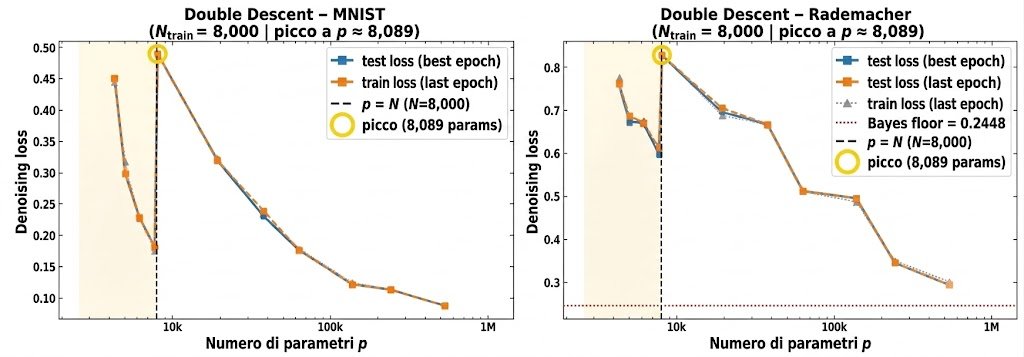 Double Descent – MNIST
(Ntrain = 8,000 | picco a p ≈ 8,089)
Denoising loss
0.50
0.45
0.40
0.35
0.30
0.25
0.20
0.15
0.10
test loss (best epoch)
train loss (last epoch)
p = N (N=8,000)
picco (8,089 params)
10k
100k
1M
Numero di parametri p
Double Descent – Rademacher
(Ntrain = 8,000 | picco a p ≈ 8,089)
Denoising loss
0.8
0.7
0.6
0.5
0.4
0.3
test loss (best epoch)
test loss (last epoch)
train loss (last epoch)
Bayes floor = 0.2448
p = N (N=8,000)
picco (8,089 params)
10k
100k
1M
Numero di parametri p